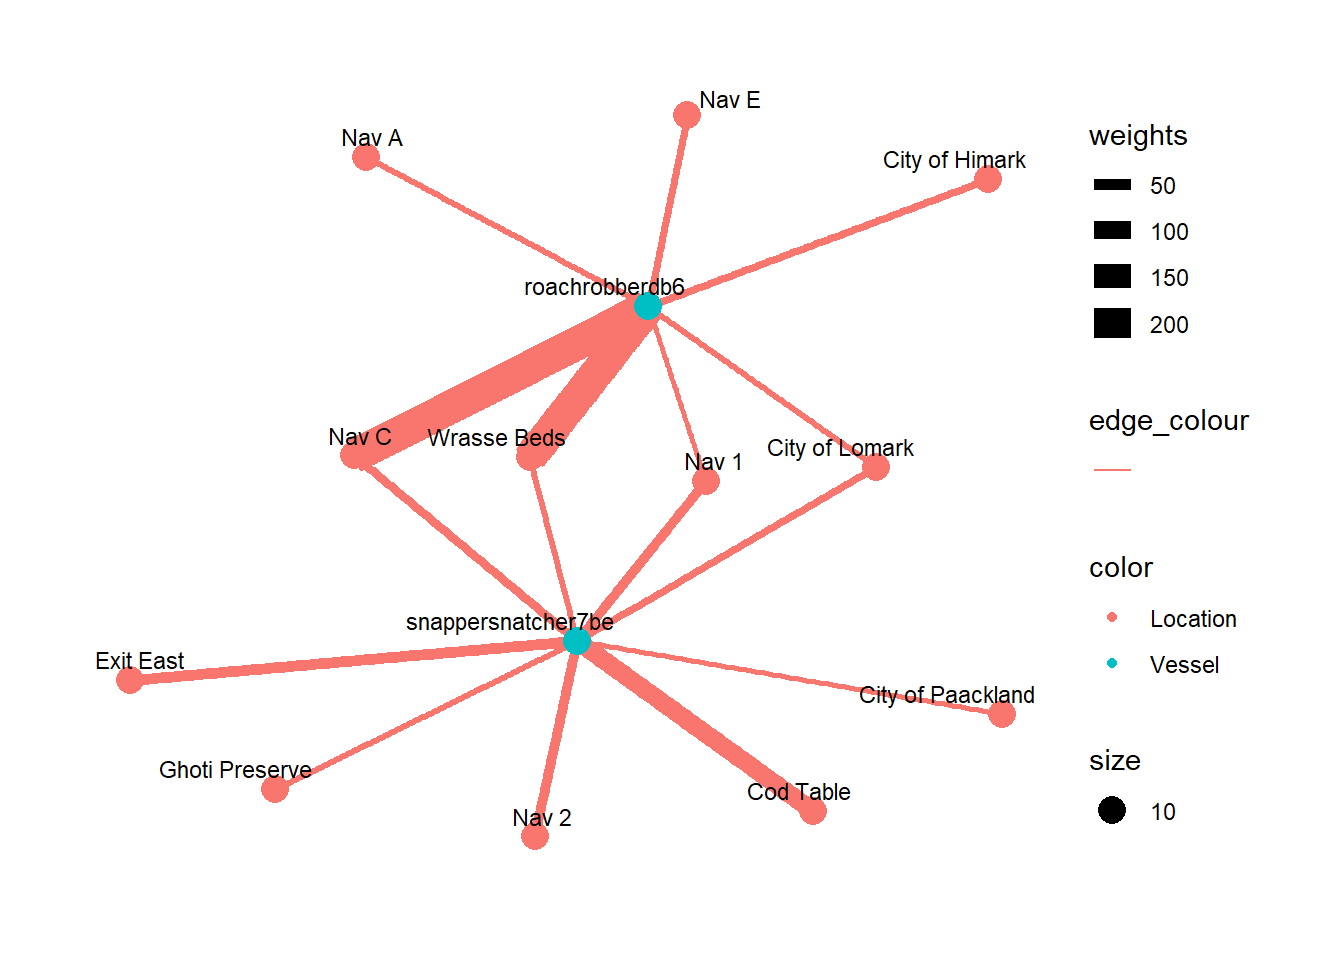 Nav E
Nav A
City of Himark
roachrobberdb6
Nav C
Wrasse Beds
Nav 1
City of Lomark
snappersnatcher7be
Exit East
City of Paackland
Ghoti Preserve
Cod Table
Nav 2
weights
50
100
150
200
edge_colour
color
Location
Vessel
size
10